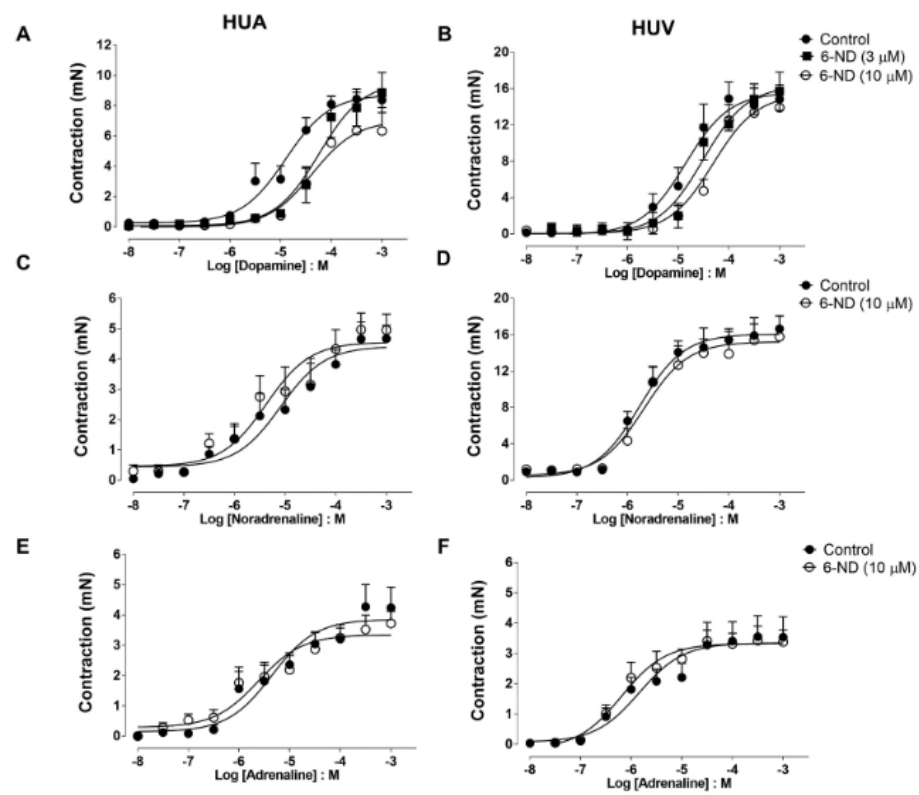 HUA
HUV
A
Contraction (mN)
12
10
8
6
4
2
0
-8 -7 -6 -5 -4 -3
Log [Dopamine] : M
B
Contraction (mN)
20
16
12
8
4
0
-8 -7 -6 -5 -4 -3
Log [Dopamine] : M
Control
6-ND (3 μM)
6-ND (10 μM)
C
Contraction (mN)
6
5
4
3
2
1
0
-8 -7 -6 -5 -4 -3
Log [Noradrenaline] : M
D
Contraction (mN)
20
16
12
8
4
0
-8 -7 -6 -5 -4 -3
Log [Noradrenaline] : M
Control
6-ND (10 μM)
E
Contraction (mN)
6
5
4
3
2
1
0
-8 -7 -6 -5 -4 -3
Log [Adrenaline] : M
F
Contraction (mN)
6
5
4
3
2
1
0
-8 -7 -6 -5 -4 -3
Log [Adrenaline] : M
Control
6-ND (10 μM)